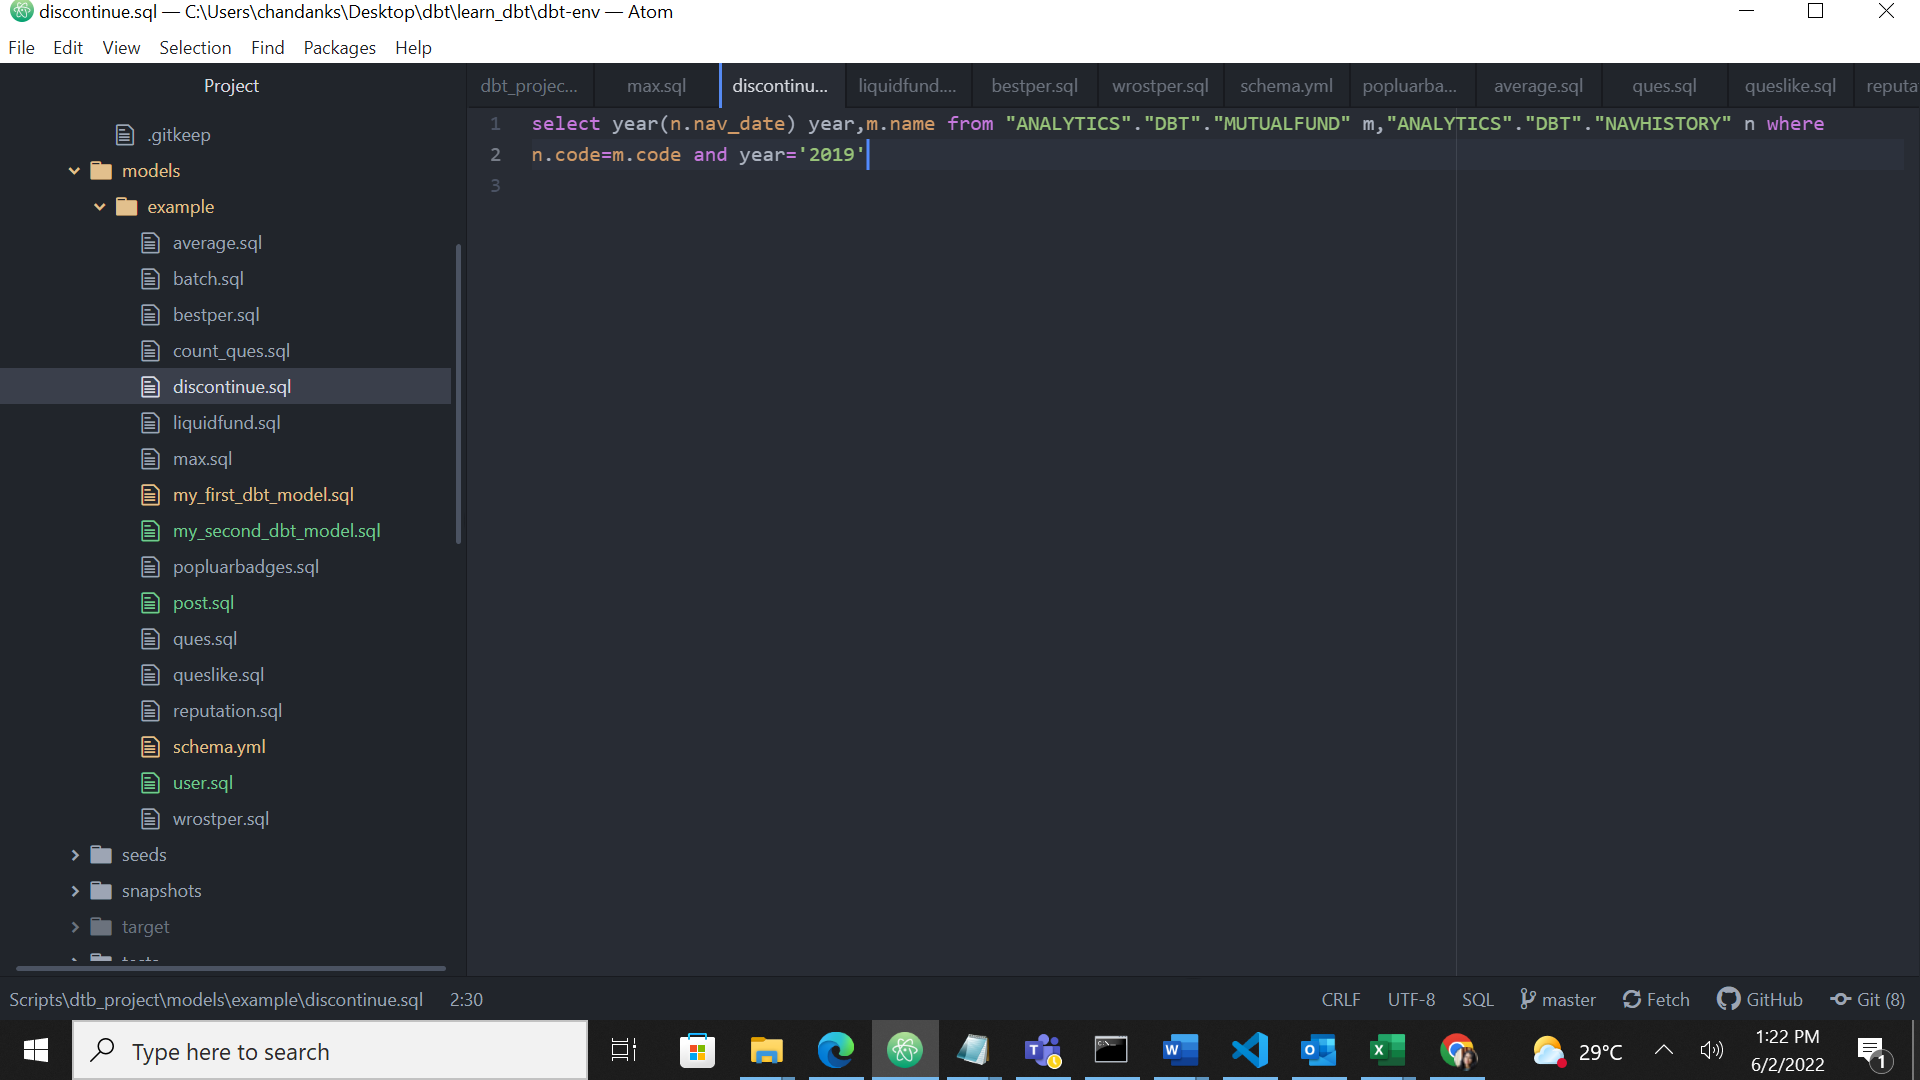 discontinue.sql — C:\Users\chandanks\Desktop\dbt\learn_dbt\dbt-env — Atom
File Edit View Selection Find Packages Help
Project
dbt_projec... max.sql discontinu... liquidfund.... bestper.sql wrostper.sql schema.yml popluarba... average.sql ques.sql queslike.sql reputa
1 select year(n.nav_date) year,m.name from "ANALYTICS"."DBT"."MUTUALFUND" m,"ANALYTICS"."DBT"."NAVHISTORY" n where
2 n.code=m.code and year='2019'
3
.gitkeep
models
example
average.sql
batch.sql
bestper.sql
count_ques.sql
discontinue.sql
liquidfund.sql
max.sql
my_first_dbt_model.sql
my_second_dbt_model.sql
popluarbadges.sql
post.sql
ques.sql
queslike.sql
reputation.sql
schema.yml
user.sql
wrostper.sql
seeds
snapshots
target
Scripts\dtb_project\models\example\discontinue.sql 2:30 CRLF UTF-8 SQL master Fetch GitHub Git (8)
Type here to search
29°C
1:22 PM
6/2/2022
1